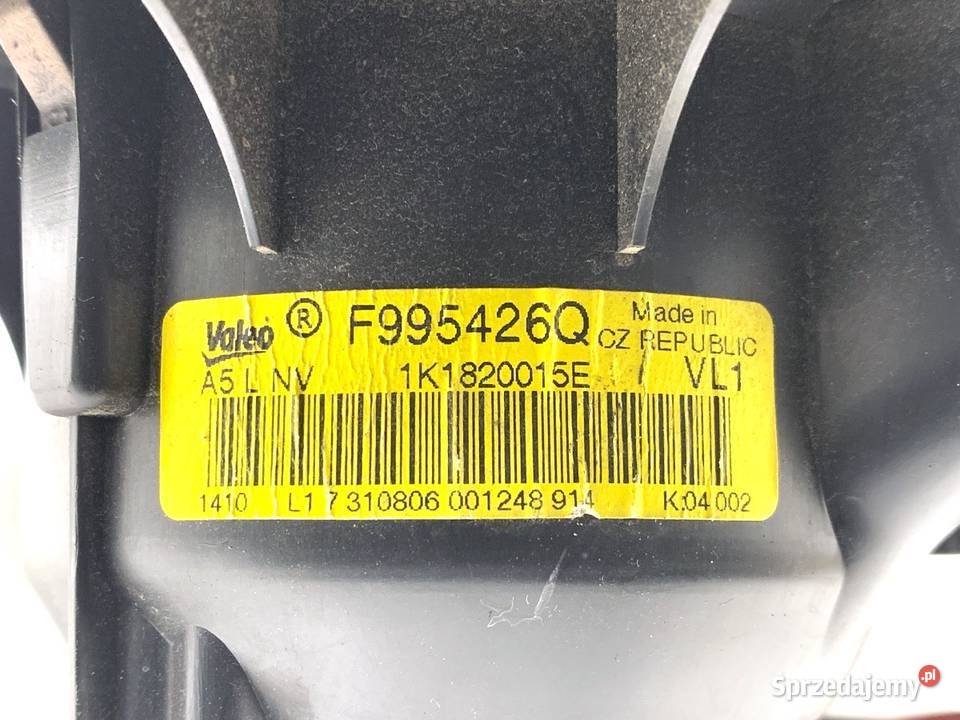 Valeo ® F995426Q Made in
CZ REPUBLIC
A5 L NV 1K1820015E / VL1
1410 L1 7 310806 001248 914 K:04 002
Sprzedajemy.pl